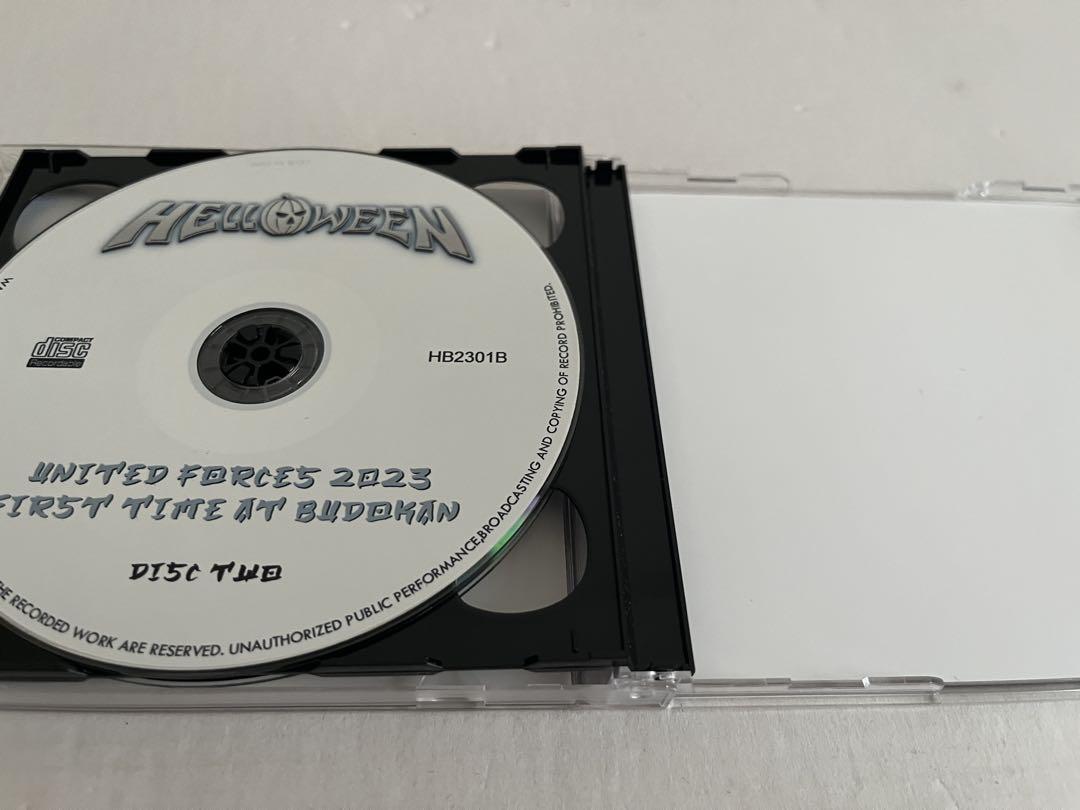 HELLOWEEN
COMPACT
disc
Recordable
HB2301B
UNITED FORCES 2023
FIRST TIME AT BUDOKAN
DISC TWO
THE RECORDED WORK ARE RESERVED. UNAUTHORIZED PUBLIC PERFORMANCE,BROADCASTING AND COPYING OF RECORD PROHIBITED.